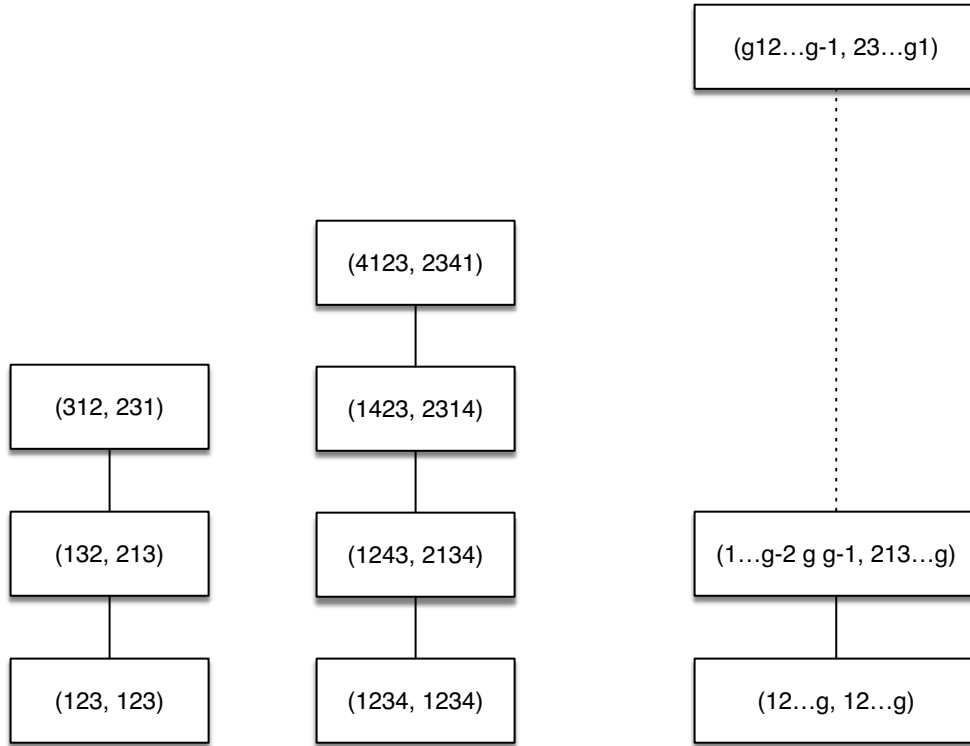 (g12…g-1, 23…g1)
(4123, 2341)
(312, 231)
(1423, 2314)
(132, 213)
(1243, 2134)
(1…g-2 g g-1, 213…g)
(123, 123)
(1234, 1234)
(12…g, 12…g)